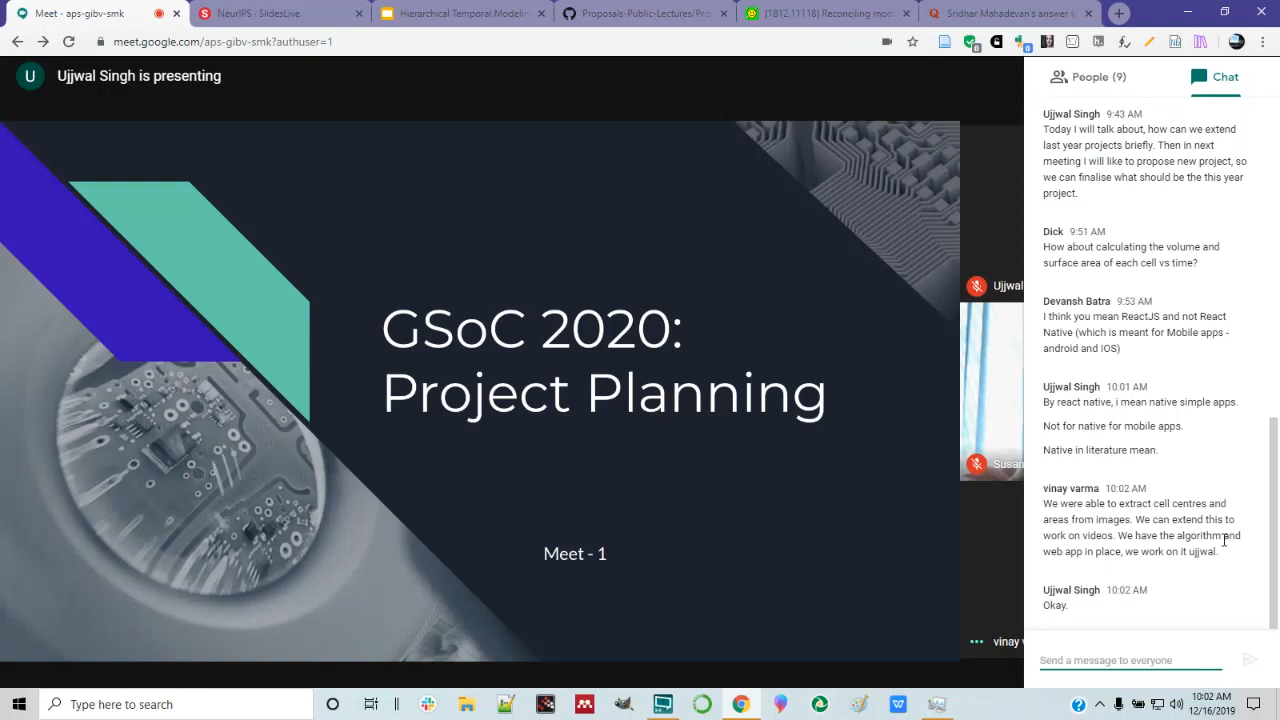 Meet - aps-gibv-smk
NeurIPS - SlidesLive
Hierarchical Temporal Modelin
Proposals-Public-Lectures/Pro
[1812.11118] Reconciling mod
Sridhar Mahadevan's answer to
meet.google.com/aps-gibv-smk?authuser=1
U
Ujjwal Singh is presenting
People (9)
Chat
GSoC 2020:
Project Planning
Meet - 1
Ujjwal
Susan
vinay v
Ujjwal Singh 9:43 AM
Today I will talk about, how can we extend
last year projects briefly. Then in next
meeting I will like to propose new project, so
we can finalise what should be the this year
project.
Dick 9:51 AM
How about calculating the volume and
surface area of each cell vs time?
Devansh Batra 9:53 AM
I think you mean ReactJS and not React
Native (which is meant for Mobile apps -
android and IOS)
Ujjwal Singh 10:01 AM
By react native, i mean native simple apps.
Not for native for mobile apps.
Native in literature mean.
vinay varma 10:02 AM
We were able to extract cell centres and
areas from images. We can extend this to
work on videos. We have the algorithm and
web app in place, we work on it ujjwal.
Ujjwal Singh 10:02 AM
Okay.
Send a message to everyone
Type here to search
10:02 AM
12/16/2019